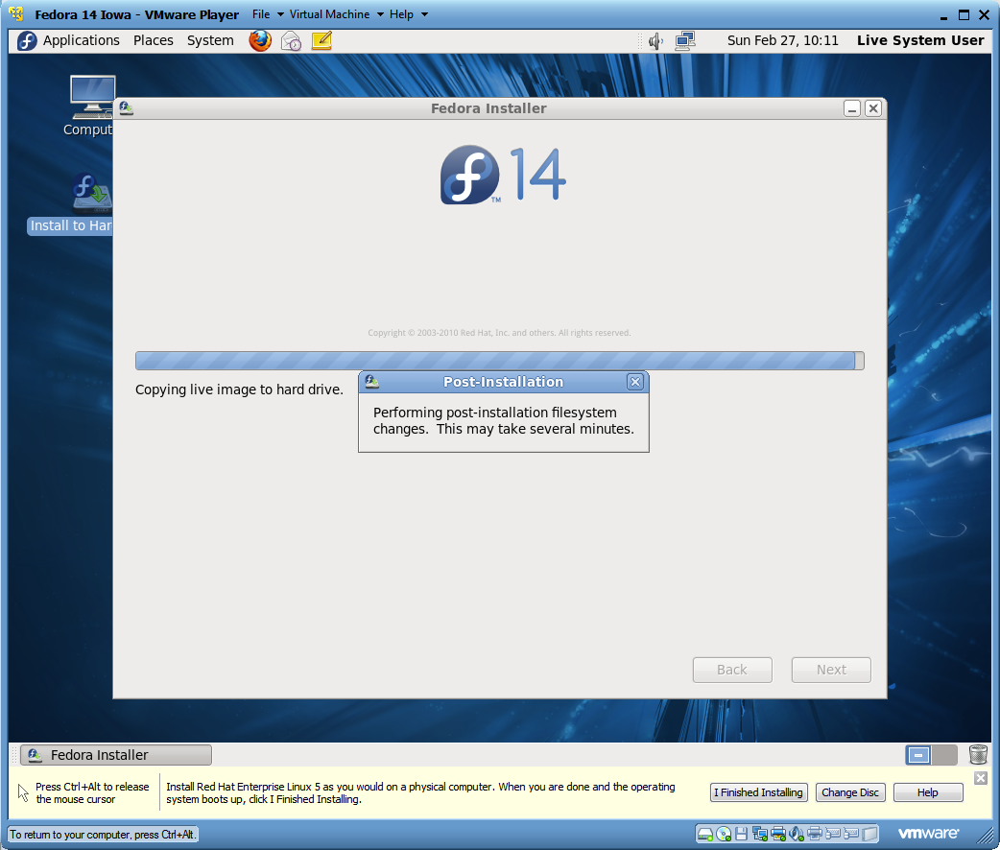 Fedora 14 Iowa - VMware Player File Virtual Machine Help
Applications Places System Sun Feb 27, 10:11 Live System User
Comput
Install to Har
Fedora Installer
14
TM
Copyright © 2003-2010 Red Hat, Inc. and others. All rights reserved.
Copying live image to hard drive.
Post-Installation
Performing post-installation filesystem
changes. This may take several minutes.
Back Next
Fedora Installer
Press Ctrl+Alt to release
the mouse cursor
Install Red Hat Enterprise Linux 5 as you would on a physical computer. When you are done and the operating
system boots up, click I Finished Installing.
I Finished Installing Change Disc Help
To return to your computer, press Ctrl+Alt.
vmware